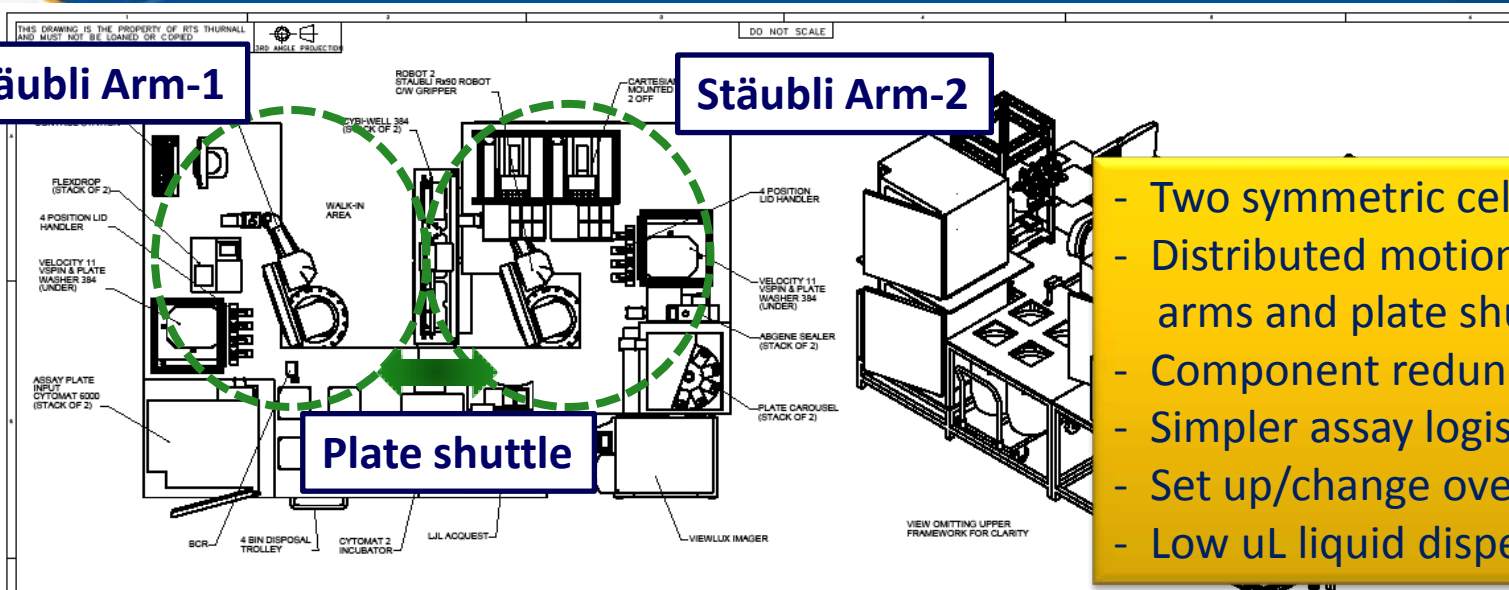 THIS DRAWING IS THE PROPERTY OF RTS THURNALL
AND MUST NOT BE LOANED OR COPIED
3RD ANGLE PROJECTION
DO NOT SCALE
äubli Arm-1
ROBOT 2
STAUBLI Rx90 ROBOT
C/W GRIPPER
CARTESIAN
MOUNTED
2 OFF
Stäubli Arm-2
CYBI-WELL 384
(STACK OF 2)
FLEXDROP
(STACK OF 2)
4 POSITION LID
HANDLER
WALK-IN
AREA
4 POSITION
LID HANDLER
VELOCITY 11
VSPIN & PLATE
WASHER 384
(UNDER)
VELOCITY 11
VSPIN & PLATE
WASHER 384
(UNDER)
ABGENE SEALER
(STACK OF 2)
ASSAY PLATE
INPUT
CYTOMAT 6000
(STACK OF 2)
PLATE CAROUSEL
(STACK OF 2)
Plate shuttle
BCR
4 BIN DISPOSAL
TROLLEY
CYTOMAT 2
INCUBATOR
LJL ACQUEST
VIEWLUX IMAGER
VIEW OMITTING UPPER
FRAMEWORK FOR CLARITY
- Two symmetric cel
- Distributed motion
arms and plate shu
- Component redun
- Simpler assay logis
- Set up/change ove
- Low uL liquid dispe